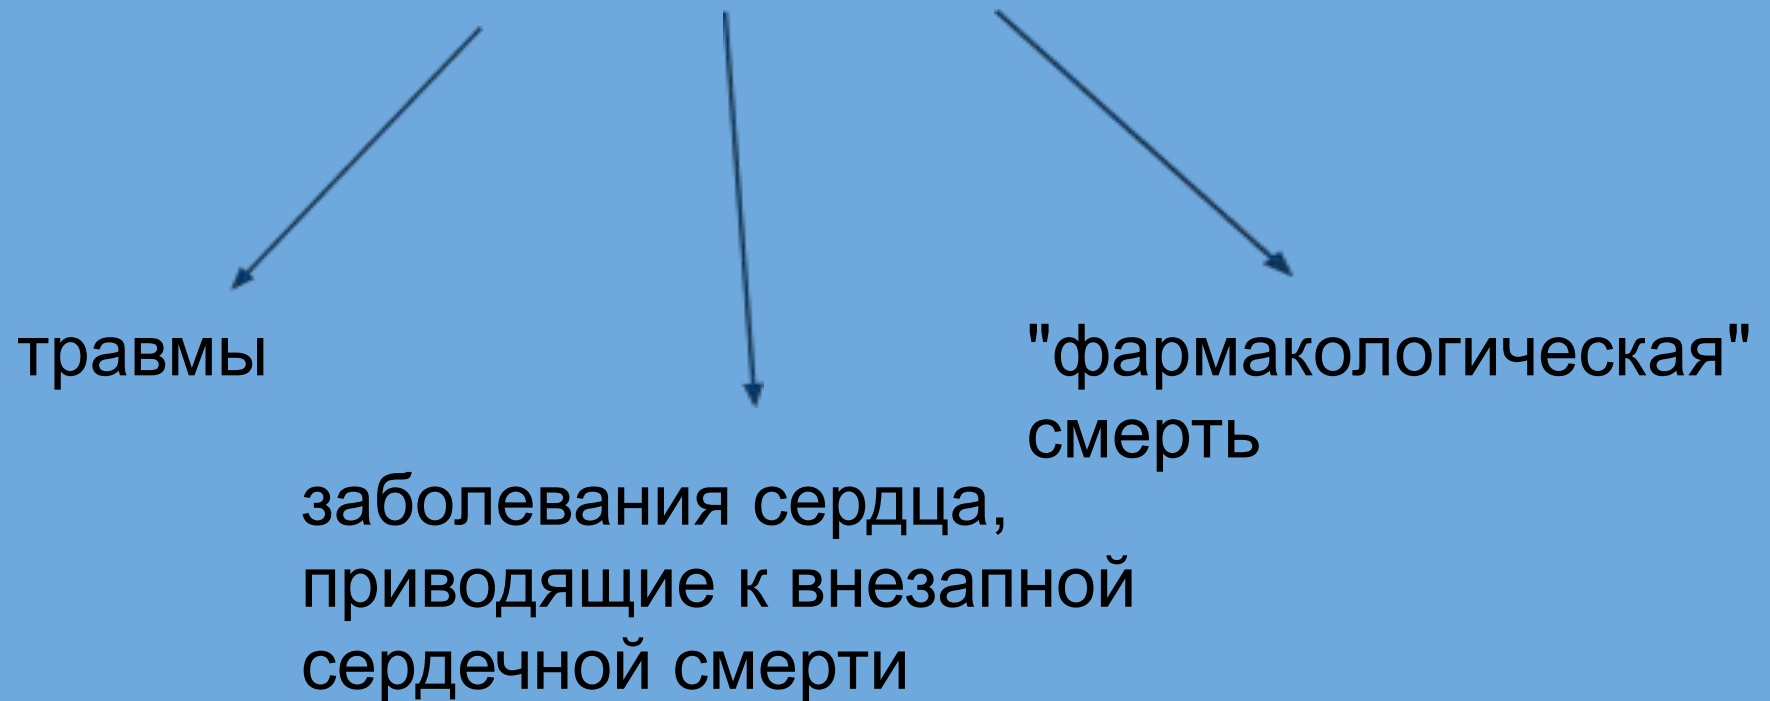 травмы
"фармакологическая"
смерть
заболевания сердца,
приводящие к внезапной
сердечной смерти